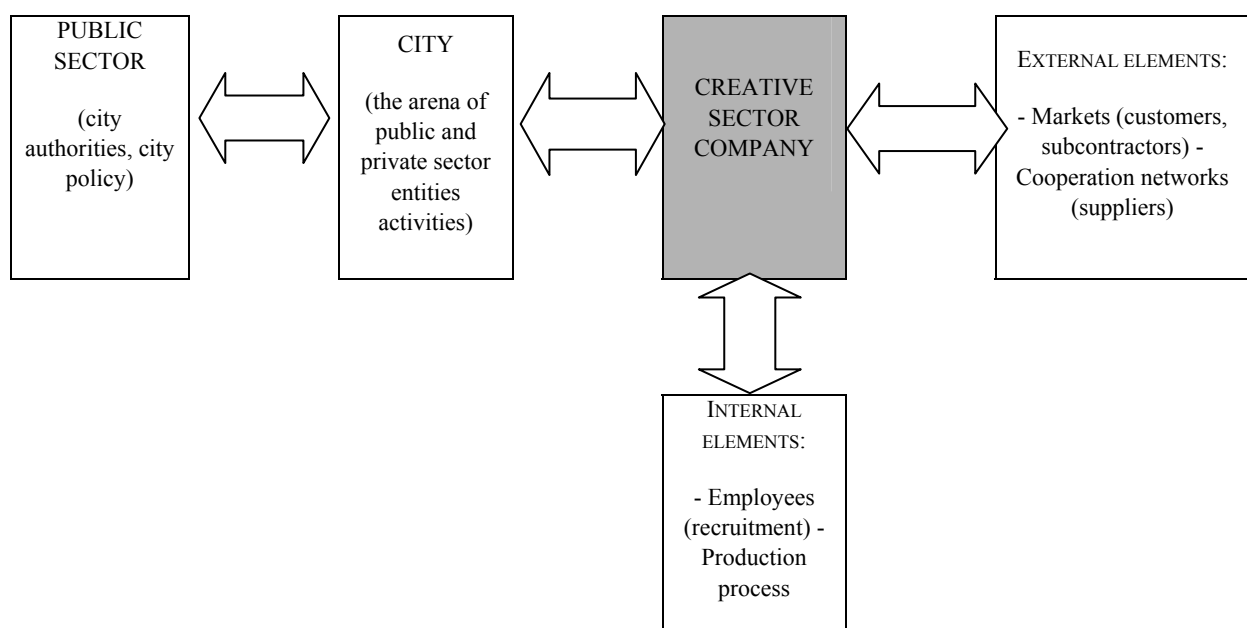 PUBLIC
SECTOR
(city
authorities, city
policy)
CITY
(the arena of
public and
private sector
entities
activities)
CREATIVE
SECTOR
COMPANY
EXTERNAL ELEMENTS:
- Markets (customers,
subcontractors) -
Cooperation networks
(suppliers)
INTERNAL
ELEMENTS:
- Employees
(recruitment) -
Production
process